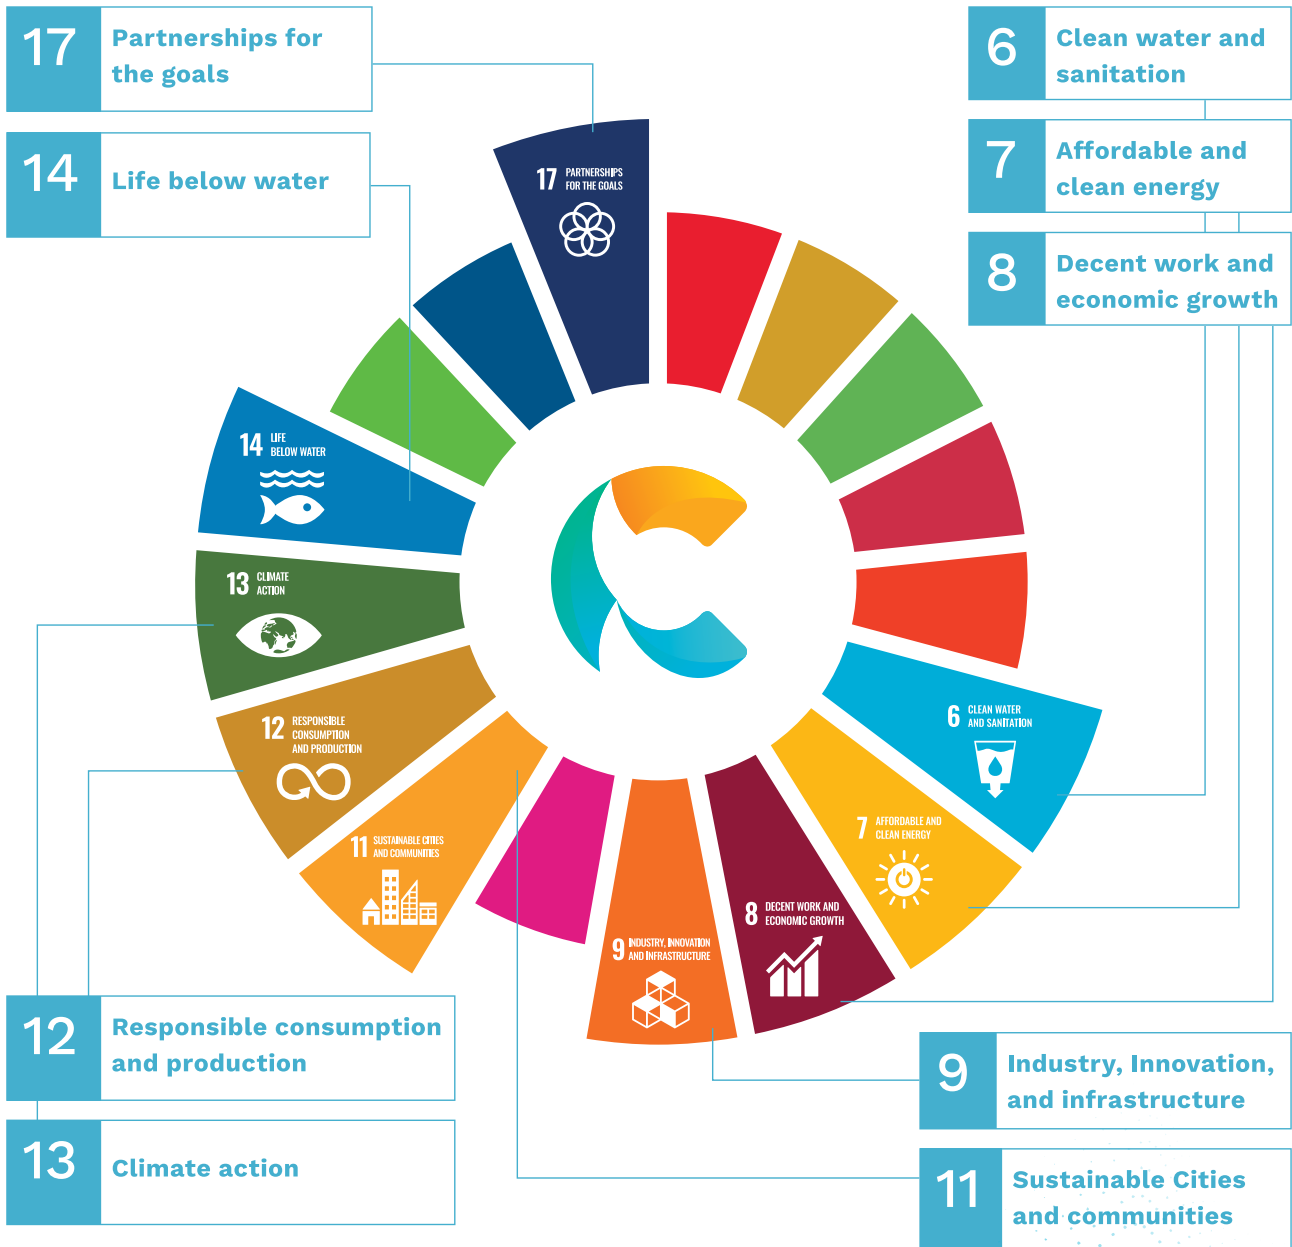 17
Partnerships for
the goals
14
Life below water
6
Clean water and
sanitation
7
Affordable and
clean energy
8
Decent work and
economic growth
17 PARTNERSHIPS
FOR THE GOALS
14 LIFE
BELOW WATER
13 CLIMATE
ACTION
12 RESPONSIBLE
CONSUMPTION
AND PRODUCTION
11 SUSTAINABLE CITIES
AND COMMUNITIES
9 INDUSTRY, INNOVATION
AND INFRASTRUCTURE
8 DECENT WORK AND
ECONOMIC GROWTH
7 AFFORDABLE AND
CLEAN ENERGY
6 CLEAN WATER
AND SANITATION
12
Responsible consumption
and production
13
Climate action
9
Industry, Innovation,
and infrastructure
11
Sustainable Cities
and communities